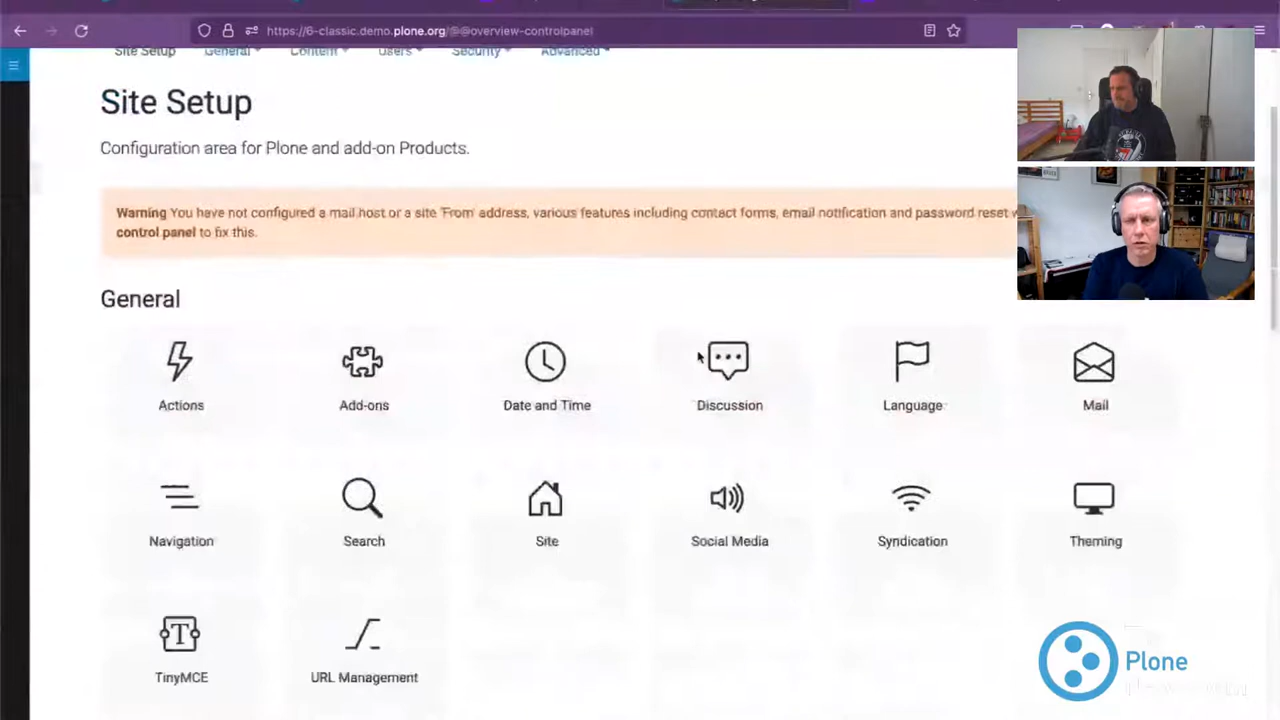 https://6-classic.demo.plone.org/@@overview-controlpanel
Site Setup General Content Users Security Advanced
Site Setup
Configuration area for Plone and add-on Products.
Warning You have not configured a mail host or a site 'From' address, various features including contact forms, email notification and password reset
control panel to fix this.
General
Actions Add-ons Date and Time Discussion Language Mail
Navigation Search Site Social Media Syndication Theming
TinyMCE URL Management
Plone